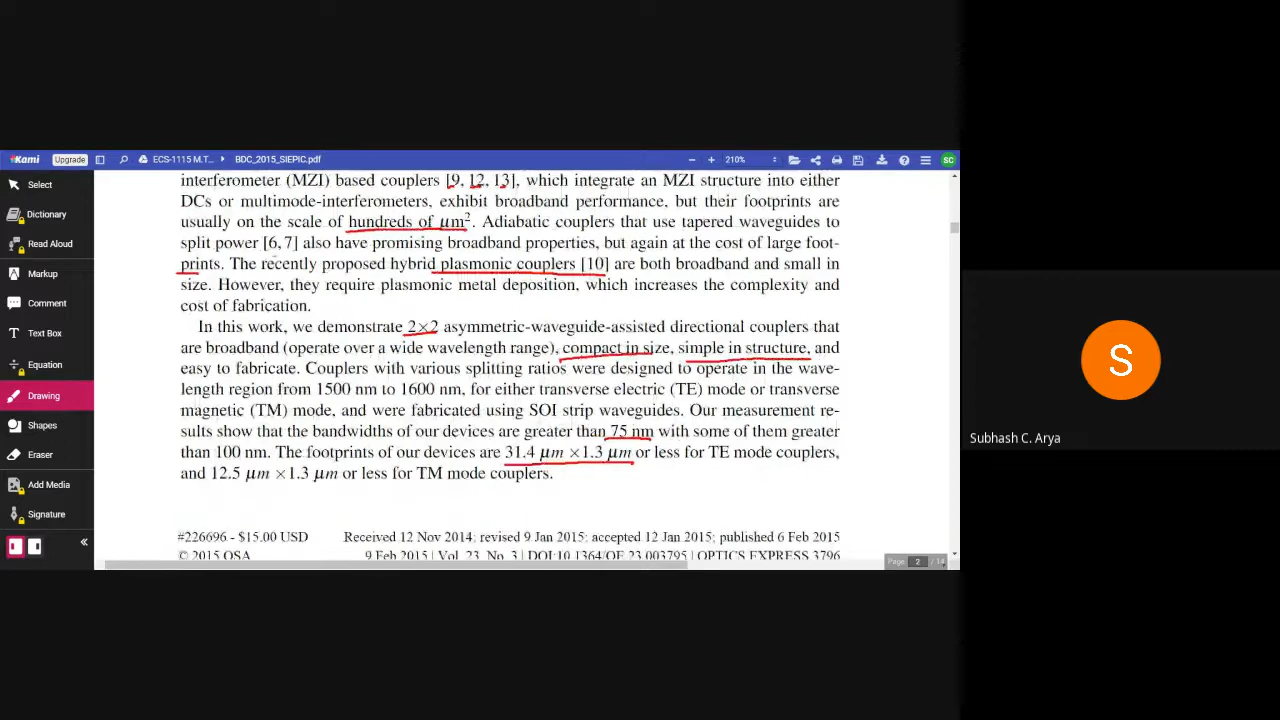 Kami Upgrade ECS-1115 M.T... BDC_2015_SIEPIC.pdf 210% SC
Select
Dictionary
Read Aloud
Markup
Comment
Text Box
Equation
Drawing
Shapes
Eraser
Add Media
Signature
interferometer (MZI) based couplers [9, 12, 13], which integrate an MZI structure into either
DCs or multimode-interferometers, exhibit broadband performance, but their footprints are
usually on the scale of hundreds of μm². Adiabatic couplers that use tapered waveguides to
split power [6, 7] also have promising broadband properties, but again at the cost of large foot-
prints. The recently proposed hybrid plasmonic couplers [10] are both broadband and small in
size. However, they require plasmonic metal deposition, which increases the complexity and
cost of fabrication.
In this work, we demonstrate 2×2 asymmetric-waveguide-assisted directional couplers that
are broadband (operate over a wide wavelength range), compact in size, simple in structure, and
easy to fabricate. Couplers with various splitting ratios were designed to operate in the wave-
length region from 1500 nm to 1600 nm, for either transverse electric (TE) mode or transverse
magnetic (TM) mode, and were fabricated using SOI strip waveguides. Our measurement re-
sults show that the bandwidths of our devices are greater than 75 nm with some of them greater
than 100 nm. The footprints of our devices are 31.4 μm ×1.3 μm or less for TE mode couplers,
and 12.5 μm ×1.3 μm or less for TM mode couplers.
#226696 - $15.00 USD Received 12 Nov 2014; revised 9 Jan 2015; accepted 12 Jan 2015; published 6 Feb 2015
© 2015 OSA 9 Feb 2015 | Vol. 23, No. 3 | DOI:10.1364/OE.23.003795 | OPTICS EXPRESS 3796
Page 2 / 14
S
Subhash C. Arya